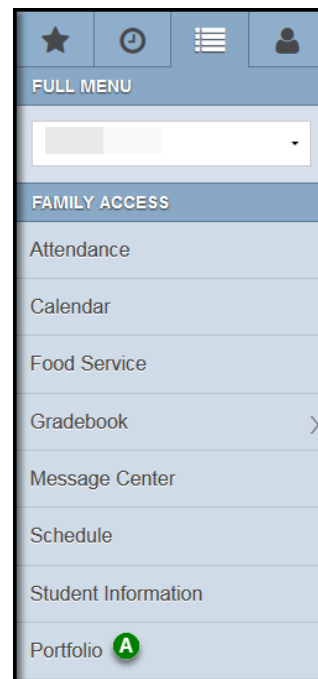 FULL MENU
FAMILY ACCESS
Attendance
Calendar
Food Service
Gradebook
Message Center
Schedule
Student Information
Portfolio A